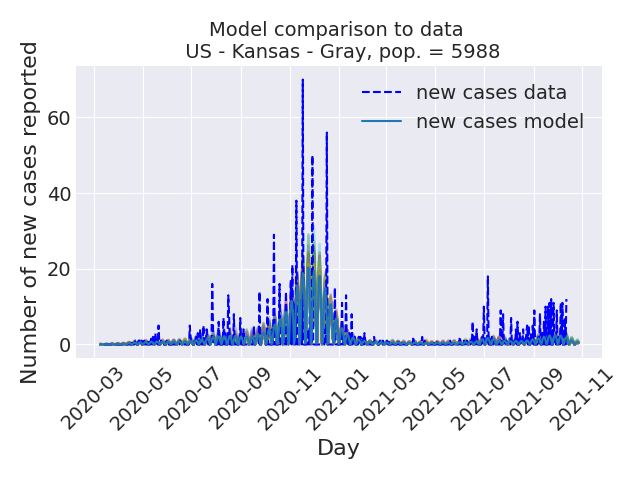 Model comparison to data
US - Kansas - Gray, pop. = 5988
Number of new cases reported
60
40
20
0
new cases data
new cases model
2020-03
2020-05
2020-07
2020-09
2020-11
2021-01
2021-03
2021-05
2021-07
2021-09
2021-11
Day